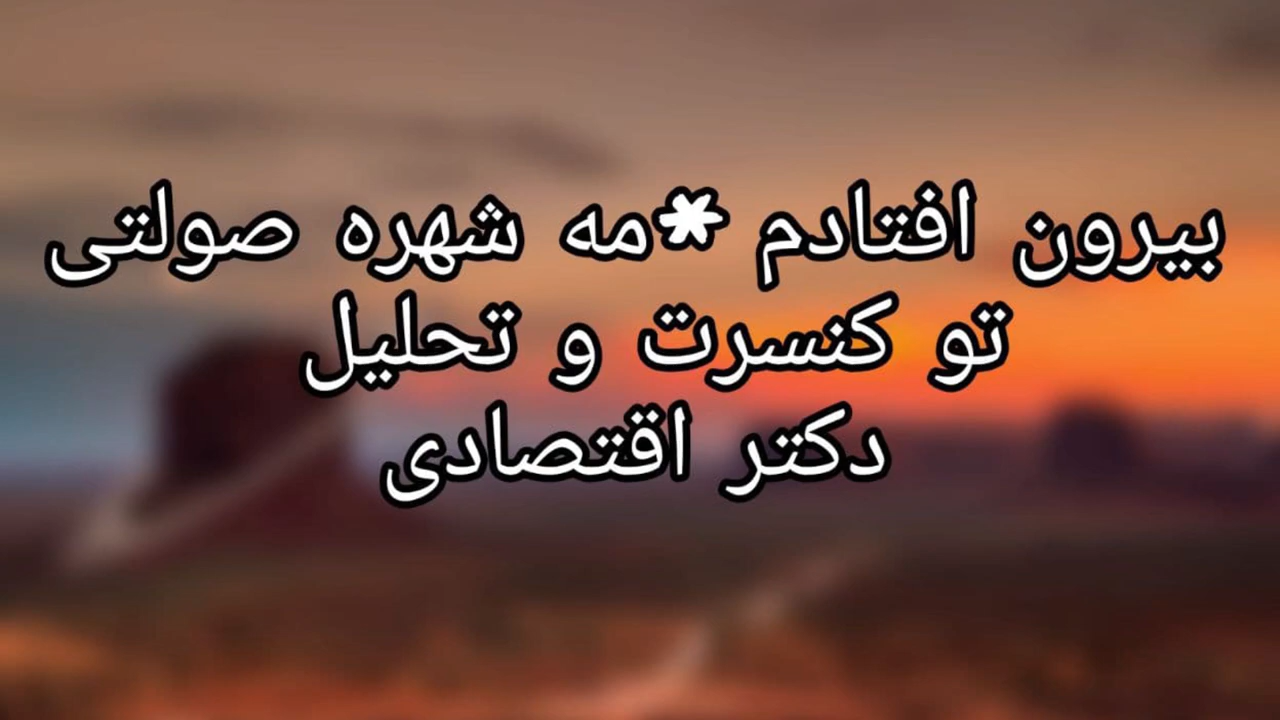 بیرون افتادم *مه شهره صولتی
تو کنسرت و تحلیل
دکتر اقتصادی